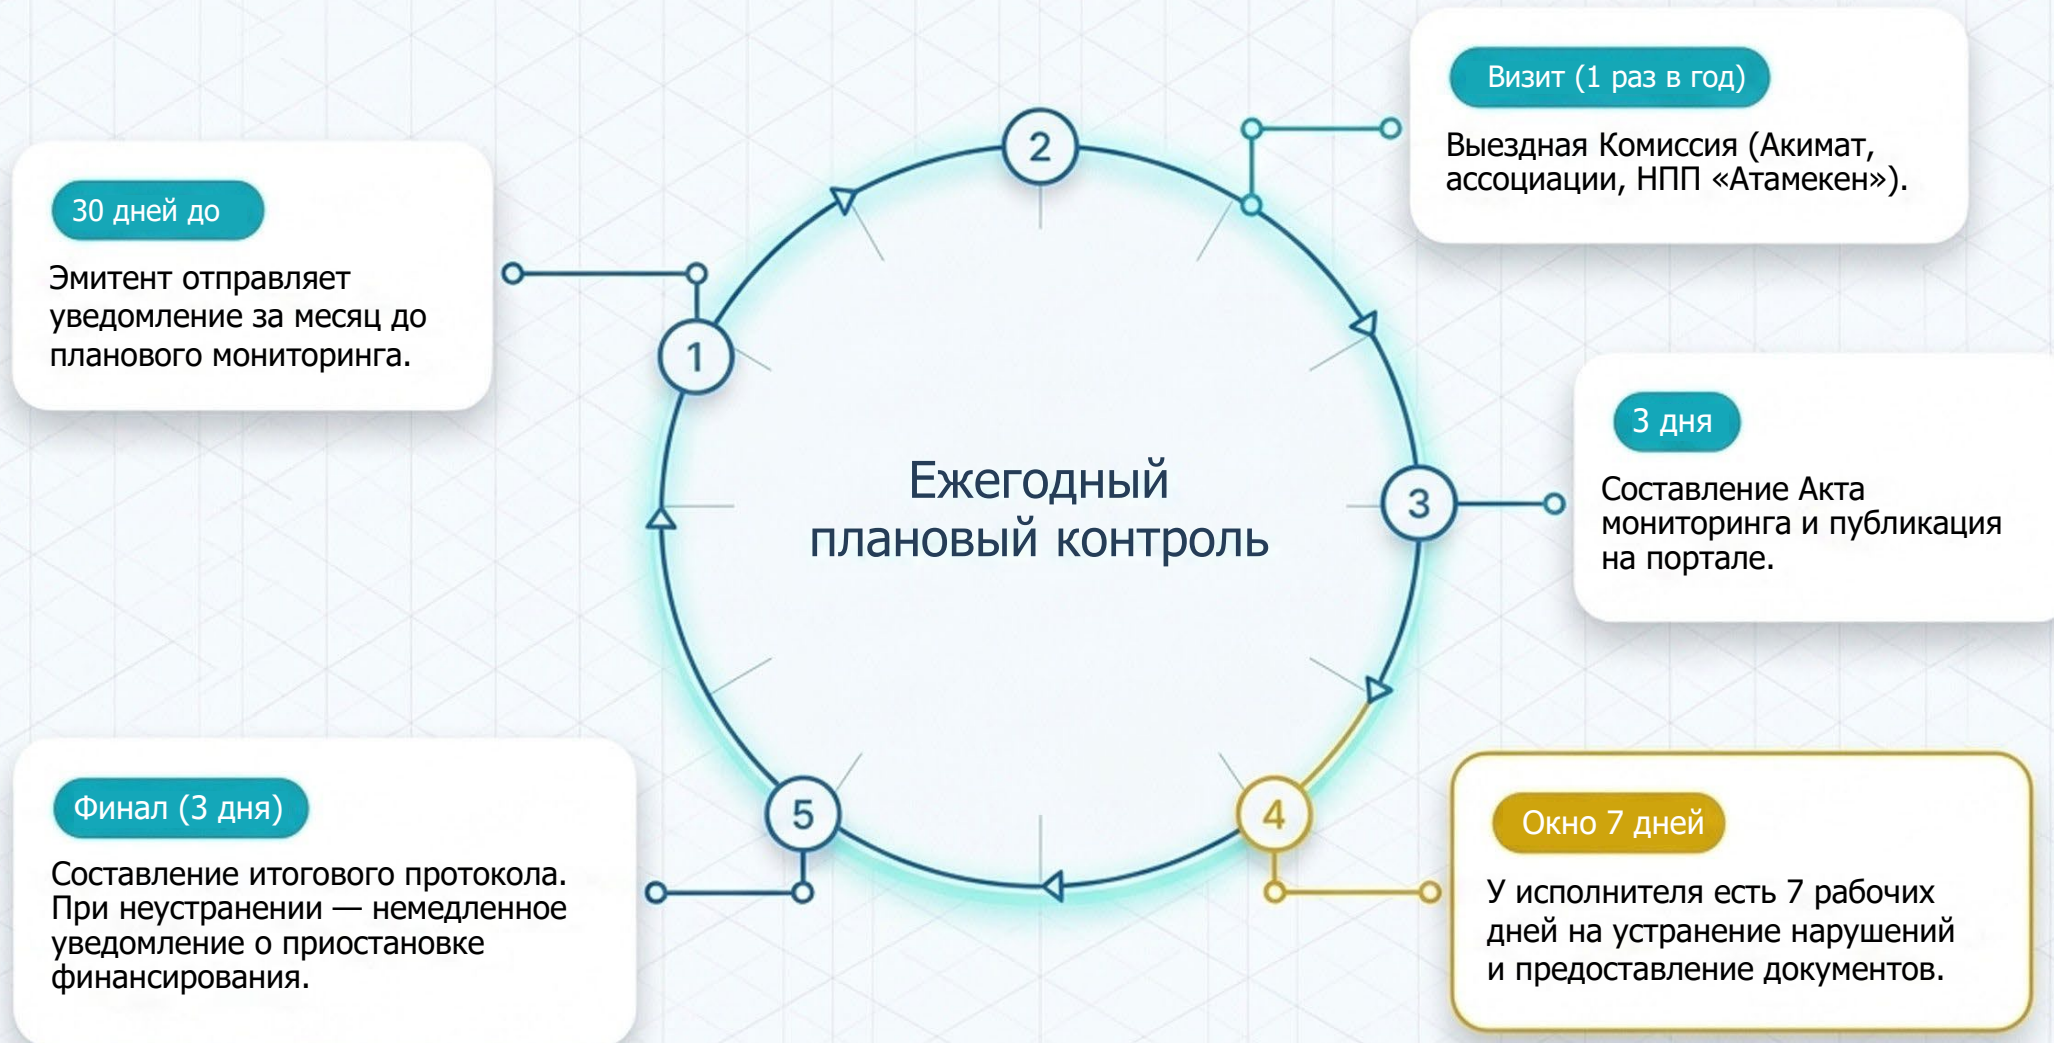 Ежегодный
плановый контроль
1
30 дней до
Эмитент отправляет
уведомление за месяц до
планового мониторинга.
2
Визит (1 раз в год)
Выездная Комиссия (Акимат,
ассоциации, НПП «Атамекен»).
3
3 дня
Составление Акта
мониторинга и публикация
на портале.
4
Окно 7 дней
У исполнителя есть 7 рабочих
дней на устранение нарушений
и предоставление документов.
5
Финал (3 дня)
Составление итогового протокола.
При неустранении — немедленное
уведомление о приостановке
финансирования.